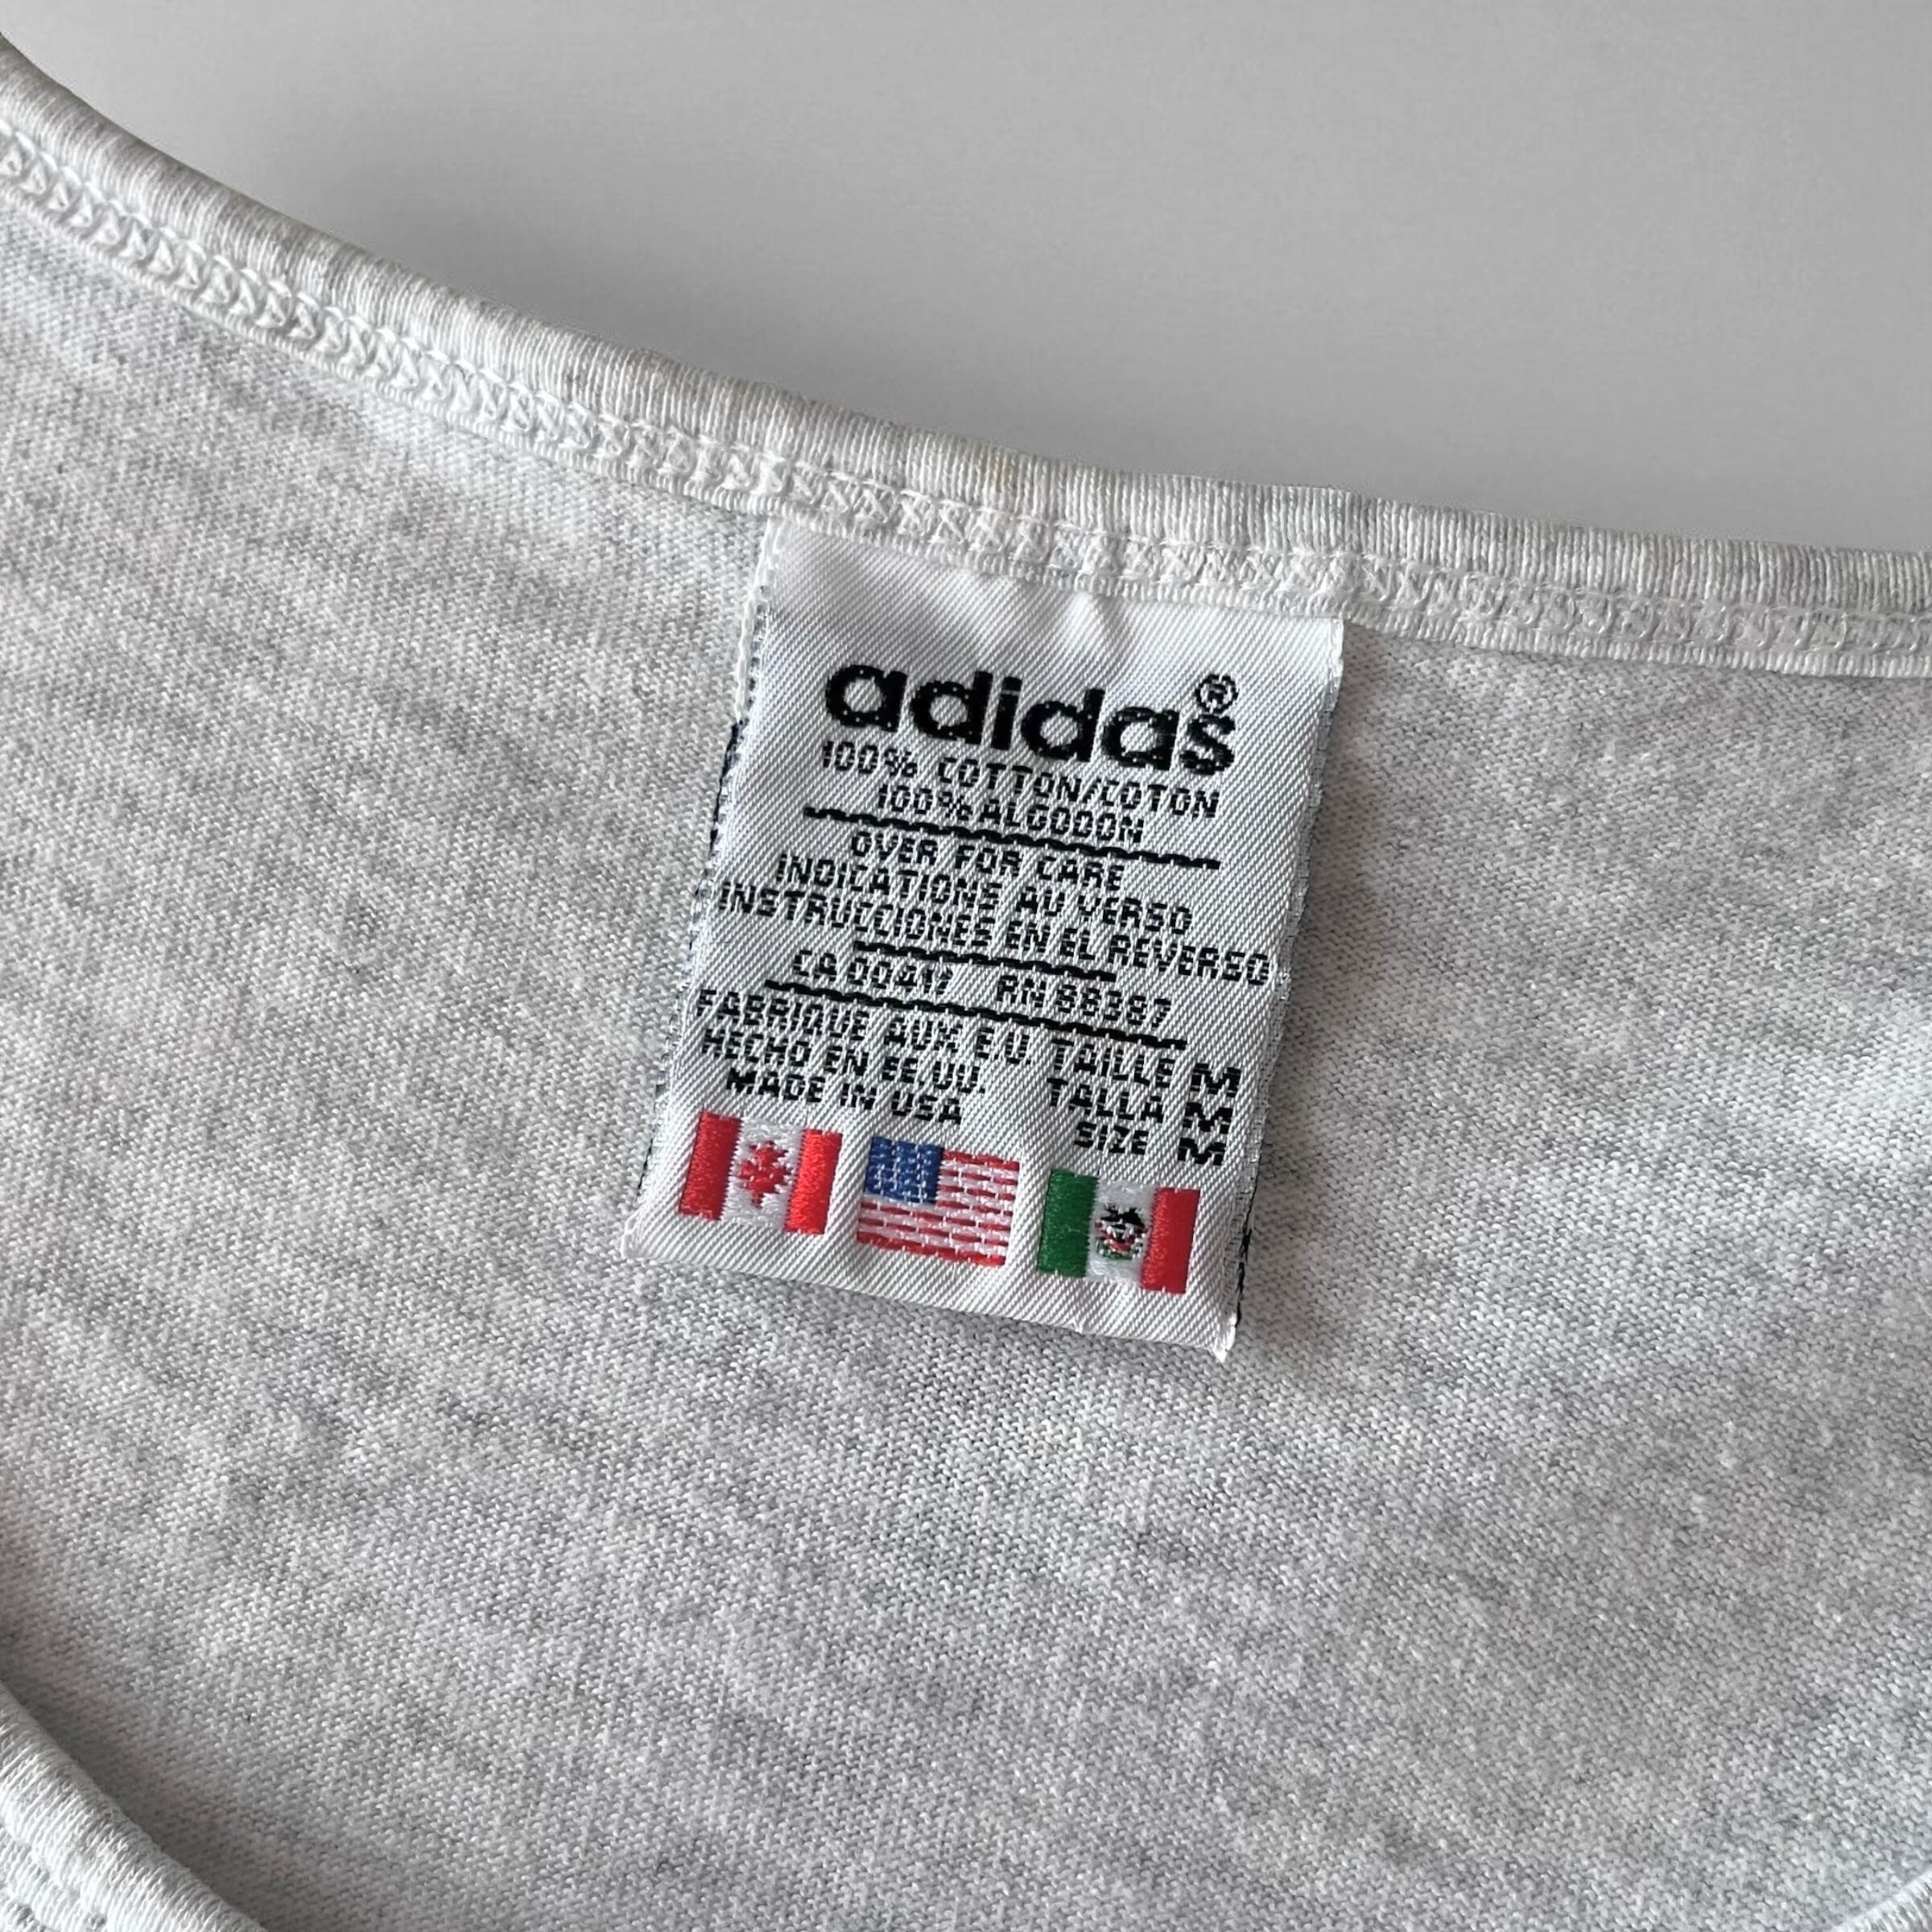 adidas®
100% COTTON/COTON
100% ALGODON
OVER FOR CARE
INDICATIONS AU VERSO
INSTRUCCIONES EN EL REVERSO
CA 00417 RN 88387
FABRIQUE AUX E.U. TAILLE M
HECHO EN EE.UU. TALLA M
MADE IN USA SIZE M